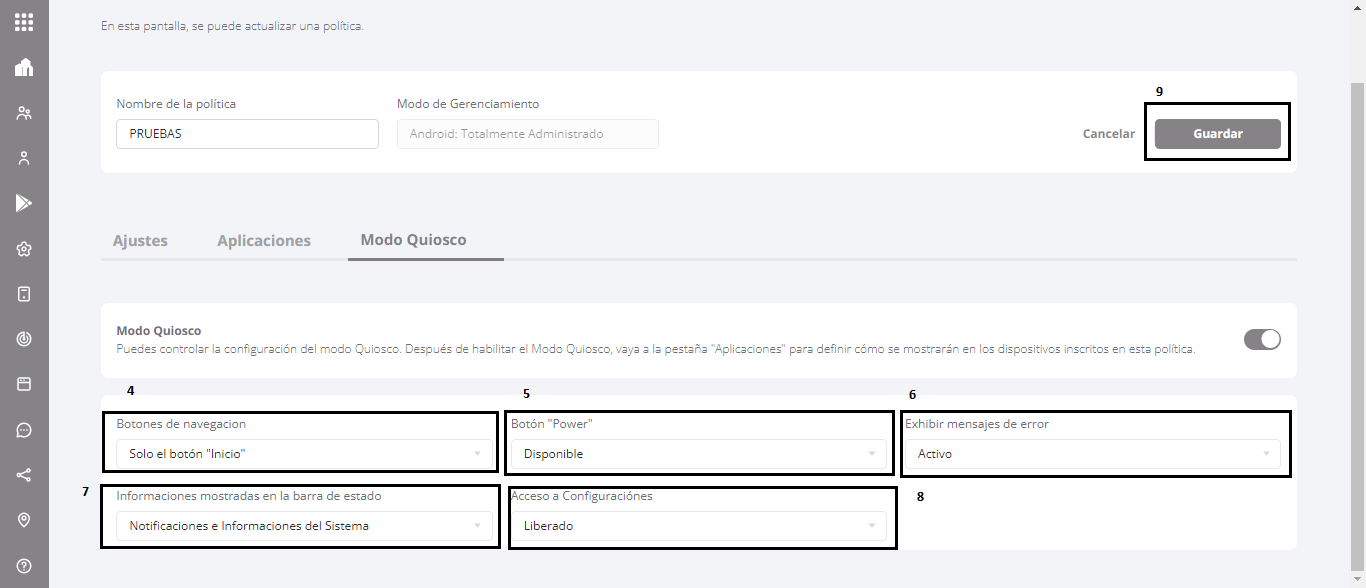 En esta pantalla, se puede actualizar una política.
9
Nombre de la política
Modo de Gerenciamiento
PRUEBAS
Android: Totalmente Administrado
Cancelar
Guardar
Ajustes
Aplicaciones
Modo Quiosco
Modo Quiosco
Puedes controlar la configuración del modo Quiosco. Después de habilitar el Modo Quiosco, vaya a la pestaña "Aplicaciones" para definir cómo se mostrarán en los dispositivos inscritos en esta política.
4
5
6
Botones de navegacion
Botón "Power"
Exhibir mensajes de error
Solo el botón "Inicio"
Disponible
Activo
7
Informaciones mostradas en la barra de estado
Acceso a Configuraciónes
8
Notificaciones e Informaciones del Sistema
Liberado